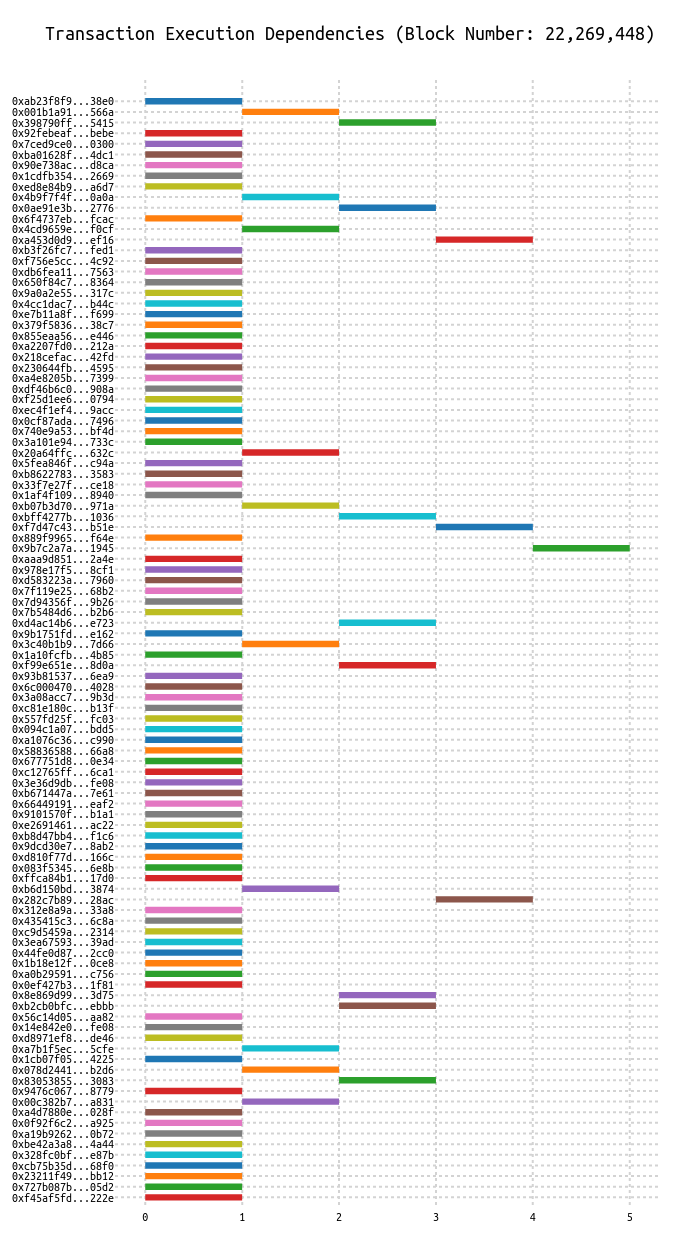 Transaction Execution Dependencies (Block Number: 22,269,448)
0xab23f8f9...38e0
0x001b1a91...566a
0x398790ff...5415
0x92febeaf...bebe
0x7ced9ce0...0300
0xba01628f...4dc1
0x90e738ac...d8ca
0x1cdfb354...2669
0xed8e84b9...a6d7
0x4b9f7f4f...0a0a
0x0ae91e3b...2776
0x6f4737eb...fcac
0x4cd9659e...f0cf
0xa453d0d9...ef16
0xb3f26fc7...fed1
0xf756e5cc...4c92
0xdb6fea11...7563
0x650f84c7...8364
0x9a0a2e55...317c
0x4cc1dac7...b44c
0xe7b11a8f...f699
0x379f5836...38c7
0x855eaa56...e446
0xa2207fd0...212a
0x218cefac...42fd
0x230644fb...4595
0xa4e8205b...7399
0xdf46b6c0...908a
0xf25d1ee6...0794
0xec4f1ef4...9acc
0x0cf87ada...7496
0x740e9a53...bf4d
0x3a101e94...733c
0x20a64ffc...632c
0x5fea846f...c94a
0xb8622783...3583
0x33f7e27f...ce18
0x1af4f109...8940
0xb07b3d70...971a
0xbff4277b...1036
0xf7d47c43...b51e
0x889f9965...f64e
0x9b7c2a7a...1945
0xaaa9d851...2a4e
0x978e17f5...8cf1
0xd583223a...7960
0x7f119e25...68b2
0x7d94356f...9b26
0x7b5484d6...b2b6
0xd4ac14b6...e723
0x9b1751fd...e162
0x3c40b1b9...7d66
0x1a10fcfb...4b85
0xf99e651e...8d0a
0x93b81537...6ea9
0x6c000470...4028
0x3a08acc7...9b3d
0xc81e180c...b13f
0x557fd25f...fc03
0x094c1a07...bdd5
0xa1076c36...c990
0x58836588...66a8
0x677751d8...0e34
0xc12765ff...6ca1
0x3e36d9db...fe08
0xb671447a...7e61
0x66449191...eaf2
0x9101570f...b1a1
0xe2691461...ac22
0xb8d47bb4...f1c6
0x9dcd30e7...8ab2
0xd810f77d...166c
0x083f5345...6e8b
0xffca84b1...17d0
0xb6d150bd...3874
0x282c7b89...28ac
0x312e8a9a...33a8
0x435415c3...6c8a
0xc9d5459a...2314
0x3ea67593...39ad
0x44fe0d87...2cc0
0x1b18e12f...0ce8
0xa0b29591...c756
0x0ef427b3...1f81
0x8e869d99...3d75
0xb2cb0bfc...ebbb
0x56c14d05...aa82
0x14e842e0...fe08
0xd8971ef8...de46
0xa7b1f5ec...5cfe
0x1cb07f05...4225
0x078d2441...b2d6
0x83053855...3083
0x9476c067...8779
0x00c382b7...a831
0xa4d7880e...028f
0x0f92f6c2...a925
0xa19b9262...0b72
0xbe42a3a8...4a44
0x328fc0bf...e87b
0xcb75b35d...68f0
0x23211f49...bb12
0x727b087b...05d2
0xf45af5fd...222e
0 1 2 3 4 5